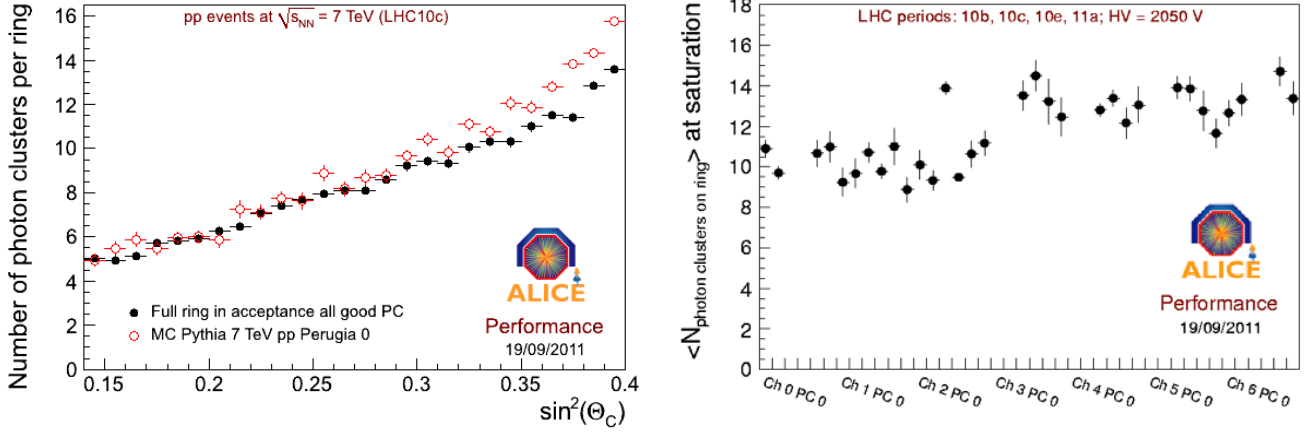 pp events at √s_NN = 7 TeV (LHC10c)
Number of photon clusters per ring
16
14
12
10
8
6
4
2
0
Full ring in acceptance all good PC
MC Pythia 7 TeV pp Perugia 0
ALICE
Performance
19/09/2011
0.15
0.2
0.25
0.3
0.35
0.4
sin²(Θ_C)
LHC periods: 10b, 10c, 10e, 11a; HV = 2050 V
<N_photon clusters on ring> at saturation
18
16
14
12
10
8
6
4
2
0
ALICE
Performance
19/09/2011
Ch 0 PC 0
Ch 1 PC 0
Ch 2 PC 0
Ch 3 PC 0
Ch 4 PC 0
Ch 5 PC 0
Ch 6 PC 0